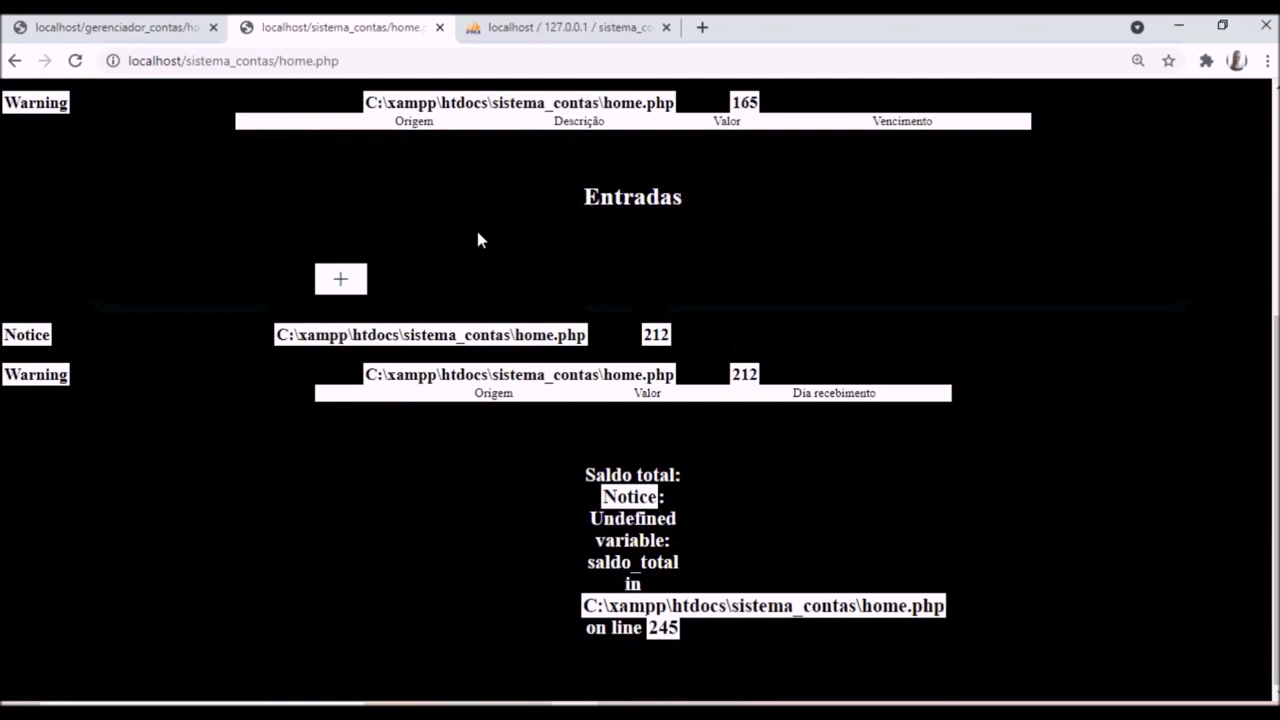 localhost/gerenciador_contas/ho
localhost/sistema_contas/home.p
localhost / 127.0.0.1 / sistema_co
localhost/sistema_contas/home.php
Warning C:\xampp\htdocs\sistema_contas\home.php 165
Origem Descrição Valor Vencimento
Entradas
+
Notice C:\xampp\htdocs\sistema_contas\home.php 212
Warning C:\xampp\htdocs\sistema_contas\home.php 212
Origem Valor Dia recebimento
Saldo total:
Notice:
Undefined
variable:
saldo_total
in
C:\xampp\htdocs\sistema_contas\home.php
on line 245